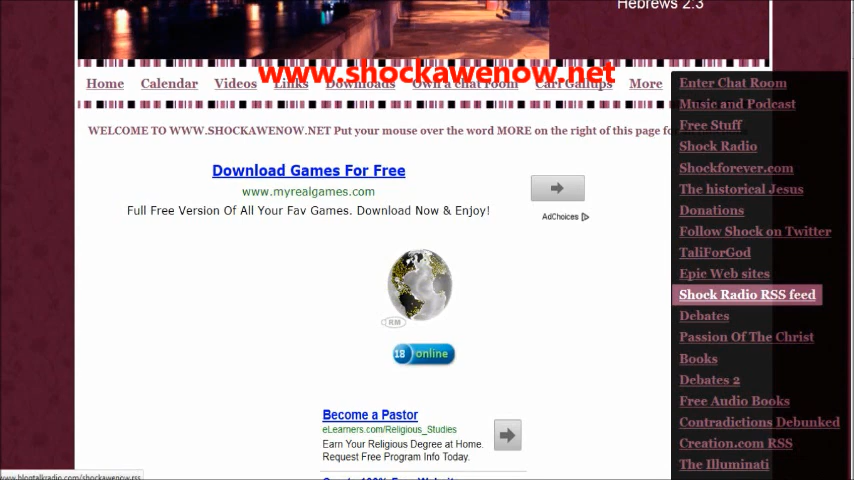 Hebrews 2:3
www.shockawenow.net
Home Calendar Videos Links Downloads Own a chat room Carl Gallups More
WELCOME TO WWW.SHOCKAWENOW.NET Put your mouse over the word MORE on the right of this page fo
Enter Chat Room
Music and Podcast
Free Stuff
Shock Radio
Shockforever.com
The historical Jesus
Donations
Follow Shock on Twitter
TaliForGod
Epic Web sites
Shock Radio RSS feed
Debates
Passion Of The Christ
Books
Debates 2
Free Audio Books
Contradictions Debunked
Creation.com RSS
The Illuminati
Download Games For Free
www.myrealgames.com
Full Free Version Of All Your Fav Games. Download Now & Enjoy!
AdChoices
RM
18 online
Become a Pastor
eLearners.com/Religious_Studies
Earn Your Religious Degree at Home.
Request Free Program Info Today.
www.blogtalkradio.com/shockawenow.rss